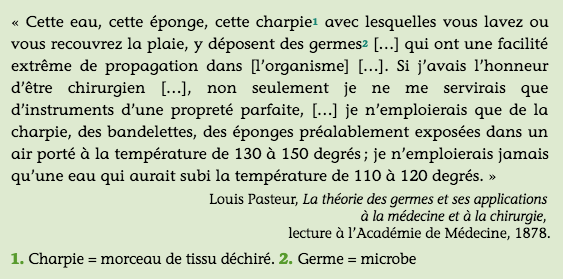 « Cette eau, cette éponge, cette charpie¹ avec lesquelles vous lavez ou
vous recouvrez la plaie, y déposent des germes² […] qui ont une facilité
extrême de propagation dans [l’organisme] […]. Si j’avais l’honneur
d’être chirurgien […], non seulement je ne me servirais que
d’instruments d’une propreté parfaite, […] je n’emploierais que de la
charpie, des bandelettes, des éponges préalablement exposées dans un
air porté à la température de 130 à 150 degrés ; je n’emploierais jamais
qu’une eau qui aurait subi la température de 110 à 120 degrés. »
Louis Pasteur, La théorie des germes et ses applications
à la médecine et à la chirurgie,
lecture à l’Académie de Médecine, 1878.
1. Charpie = morceau de tissu déchiré. 2. Germe = microbe